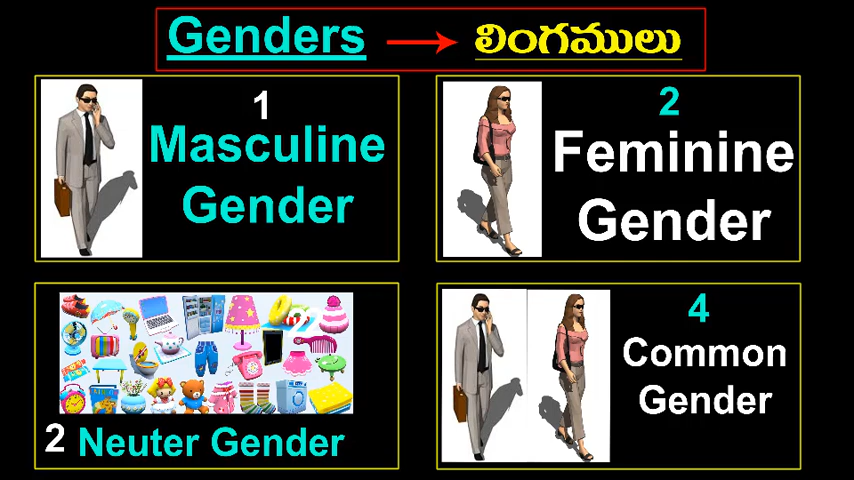 Genders → లింగములు
1
Masculine
Gender
2
Feminine
Gender
2 Neuter Gender
4
Common
Gender